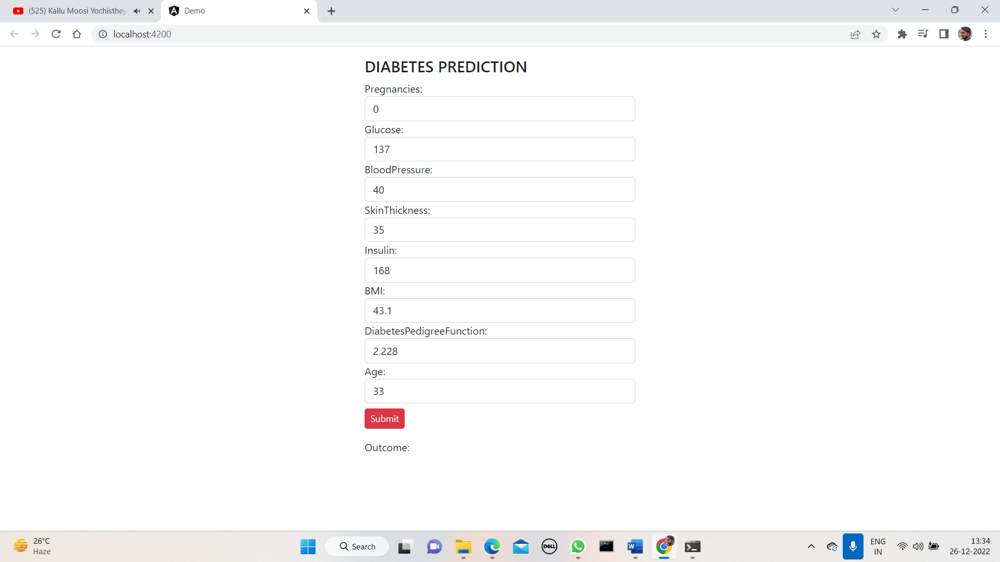 (525) Kallu Moosi Yochisthey
Demo
localhost:4200
DIABETES PREDICTION
Pregnancies:
0
Glucose:
137
BloodPressure:
40
SkinThickness:
35
Insulin:
168
BMI:
43.1
DiabetesPedigreeFunction:
2.228
Age:
33
Submit
Outcome:
26°C
Haze
Search
DELL
W
ENG
IN
13:34
26-12-2022